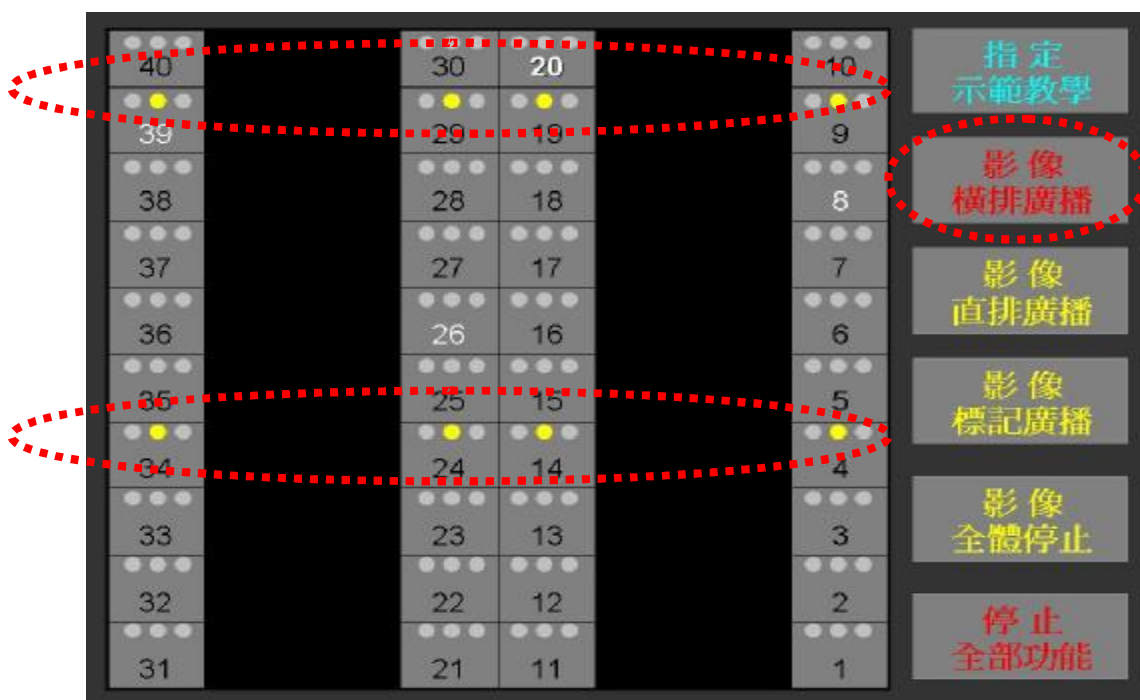 40 30 20 10
39 29 19 9
38 28 18 8
37 27 17 7
36 26 16 6
35 25 15 5
34 24 14 4
33 23 13 3
32 22 12 2
31 21 11 1
指定
示範教學
影像
橫排廣播
影像
直排廣播
影像
標記廣播
影像
全體停止
停止
全部功能